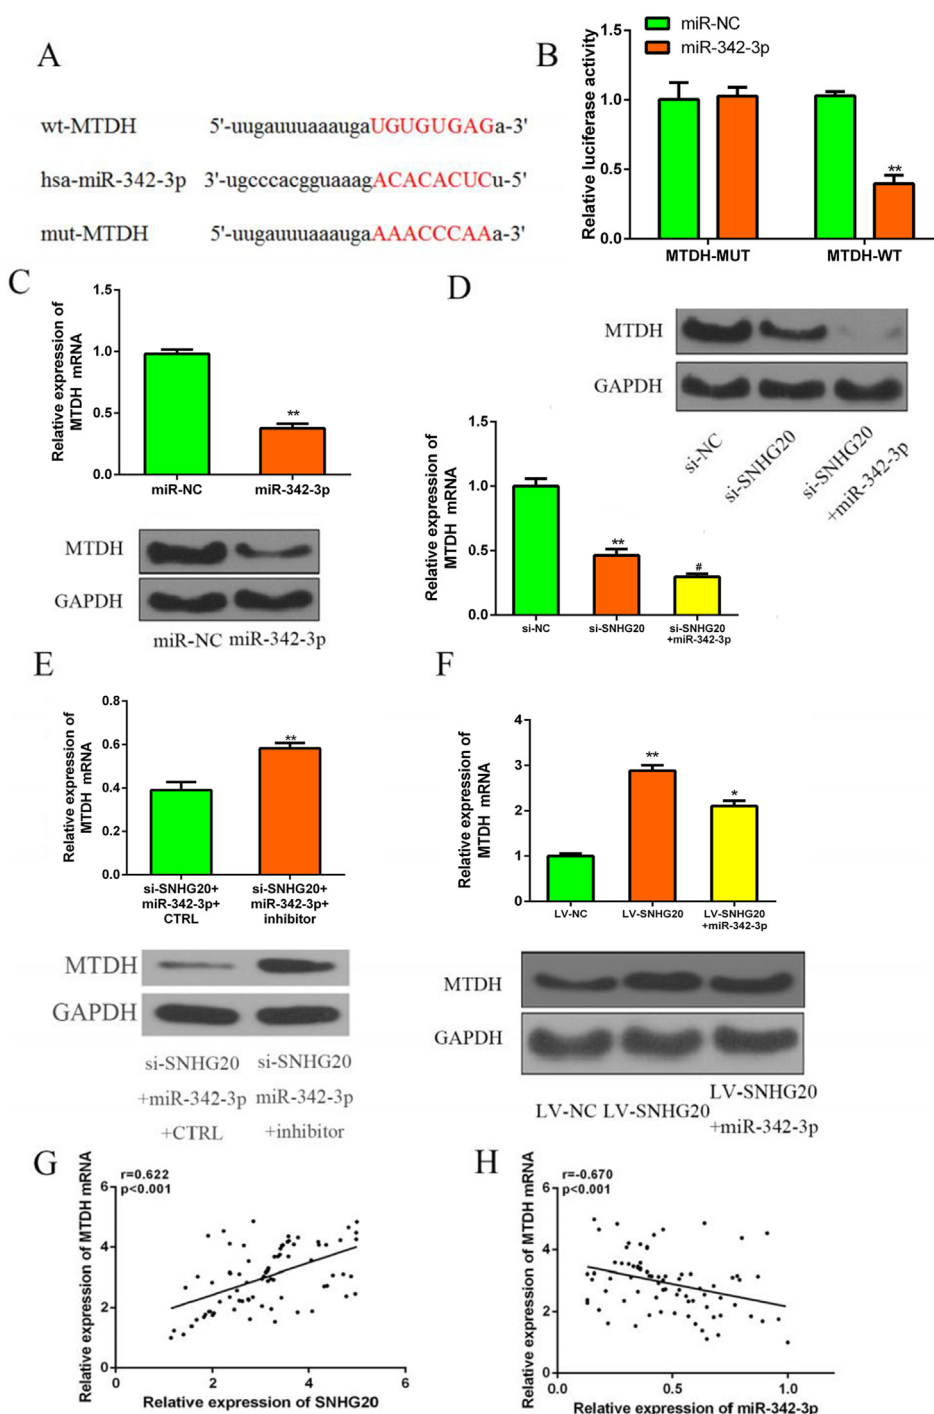 A
wt-MTDH 5'-uugauuuaaaugaUGUGUGAGa-3'
hsa-miR-342-3p 3'-ugcccacgguaaagACACACUCu-5'
mut-MTDH 5'-uugauuuaaaugaAAACCCAAa-3'
B
miR-NC
miR-342-3p
Relative luciferase activity
1.5
1.0
0.5
0.0
**
MTDH-MUT MTDH-WT
C
Relative expression of
MTDH mRNA
1.5
1.0
0.5
0.0
**
miR-NC miR-342-3p
MTDH
GAPDH
miR-NC miR-342-3p
D
MTDH
GAPDH
si-NC
si-SNHG20
si-SNHG20
+miR-342-3p
Relative expression of
MTDH mRNA
1.5
1.0
0.5
0.0
**
#
si-NC si-SNHG20 si-SNHG20
+miR-342-3p
E
Relative expression of
MTDH mRNA
0.8
0.6
0.4
0.2
0.0
**
si-SNHG20+ si-SNHG20+
miR-342-3p+ miR-342-3p+
CTRL inhibitor
MTDH
GAPDH
si-SNHG20 si-SNHG20
+miR-342-3p miR-342-3p
+CTRL +inhibitor
F
Relative expression of
MTDH mRNA
4
3
2
1
0
**
*
LV-NC LV-SNHG20 LV-SNHG20
+miR-342-3p
MTDH
GAPDH
LV-NC LV-SNHG20 LV-SNHG20
+miR-342-3p
G
r=0.622
p<0.001
Relative expression of MTDH mRNA
6
4
2
0
0 2 4 6
Relative expression of SNHG20
H
r=-0.670
p<0.001
Relative expression of MTDH mRNA
6
4
2
0
0.0 0.5 1.0
Relative expression of miR-342-3p